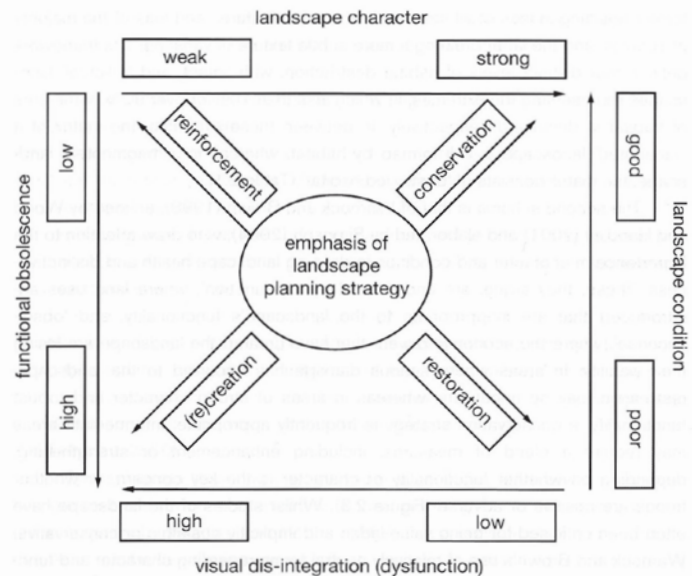 landscape character
weak
strong
low
good
reinforcement
conservation
functional obsolescence
emphasis of
landscape
planning strategy
landscape condition
high
(re)creation
restoration
poor
high
low
visual dis-integration (dysfunction)